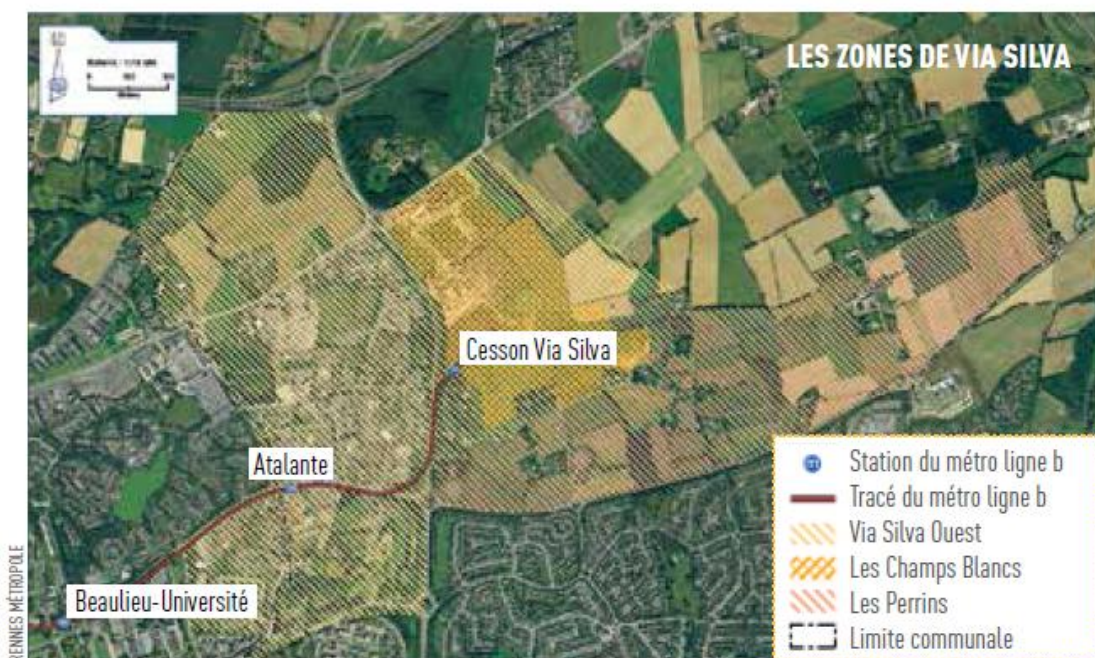 LES ZONES DE VIA SILVA
Cesson Via Silva
Atalante
Beaulieu-Université
Station du métro ligne b
Tracé du métro ligne b
Via Silva Ouest
Les Champs Blancs
Les Perrins
Limite communale
RENNES MÉTROPOLE